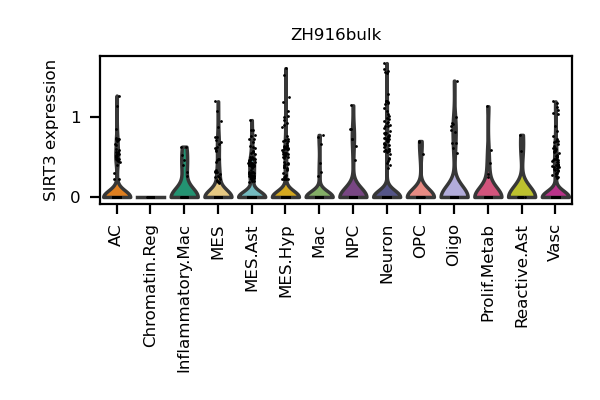 ZH916bulk
SIRT3 expression
1
0
AC
Chromatin.Reg
Inflammatory.Mac
MES
MES.Ast
MES.Hyp
Mac
NPC
Neuron
OPC
Oligo
Prolif.Metab
Reactive.Ast
Vasc